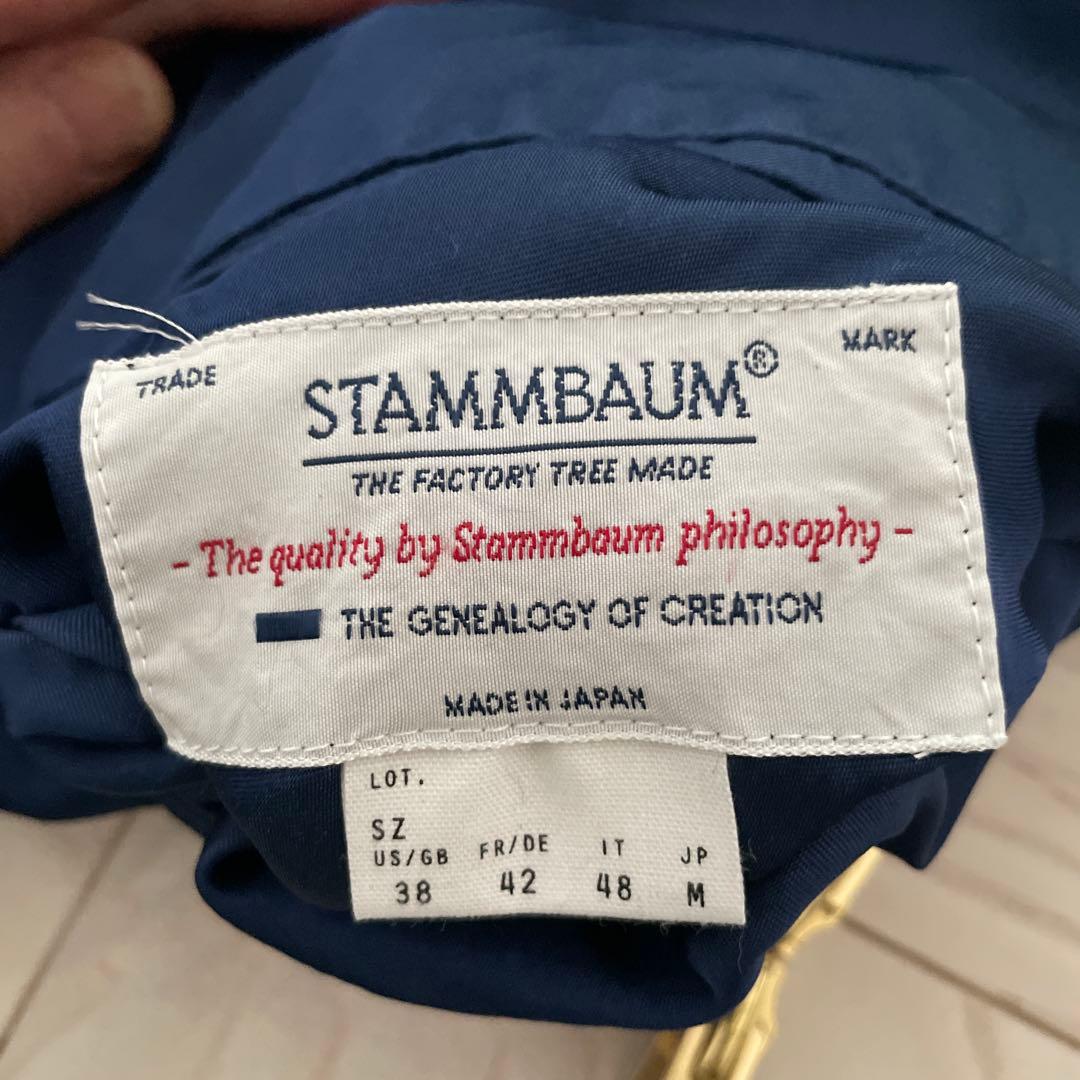 TRADE MARK
STAMMBAUM®
THE FACTORY TREE MADE
- The quality by Stammbaum philosophy -
THE GENEALOGY OF CREATION
MADE IN JAPAN
LOT.
SZ
US/GB FR/DE IT JP
38 42 48 M